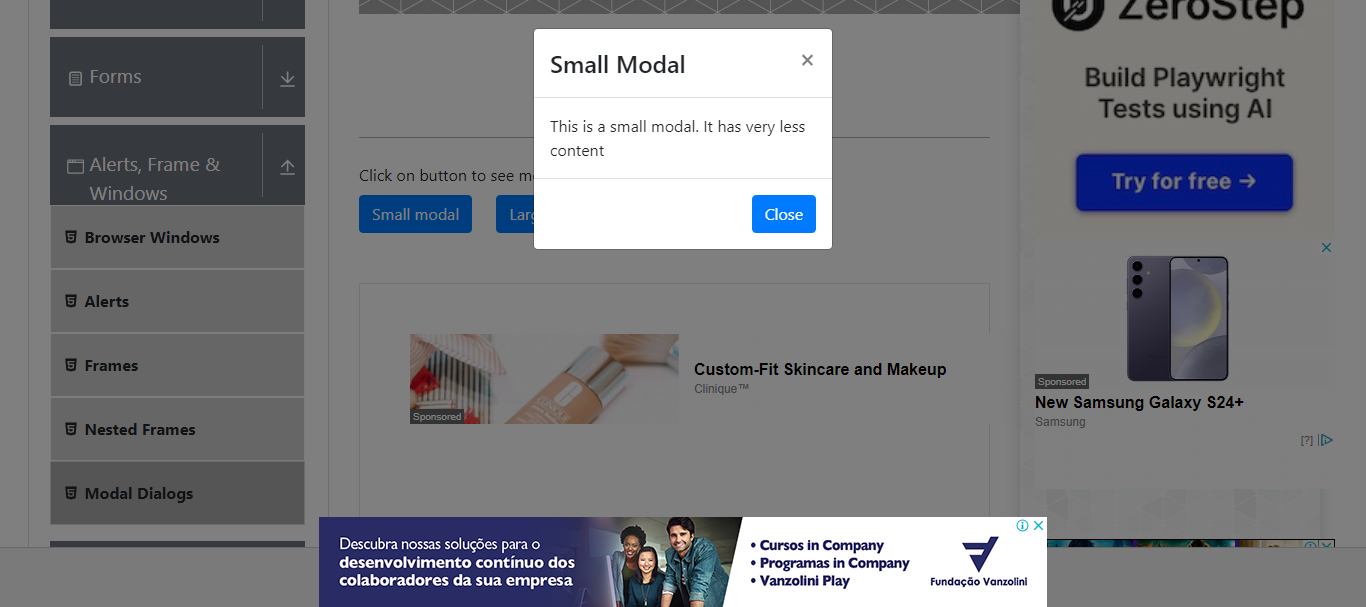 Forms
Alerts, Frame &
Windows
Browser Windows
Alerts
Frames
Nested Frames
Modal Dialogs
Small Modal
×
This is a small modal. It has very less
content
Close
Click on button to see m
Small modal
Larg
Custom-Fit Skincare and Makeup
Clinique™
CLINIQUE
Sponsored
ZeroStep
Build Playwright
Tests using AI
Try for free →
Sponsored
New Samsung Galaxy S24+
Samsung
[?]
Descubra nossas soluções para o
desenvolvimento contínuo dos
colaboradores da sua empresa
• Cursos in Company
• Programas in Company
• Vanzolini Play
Fundação Vanzolini